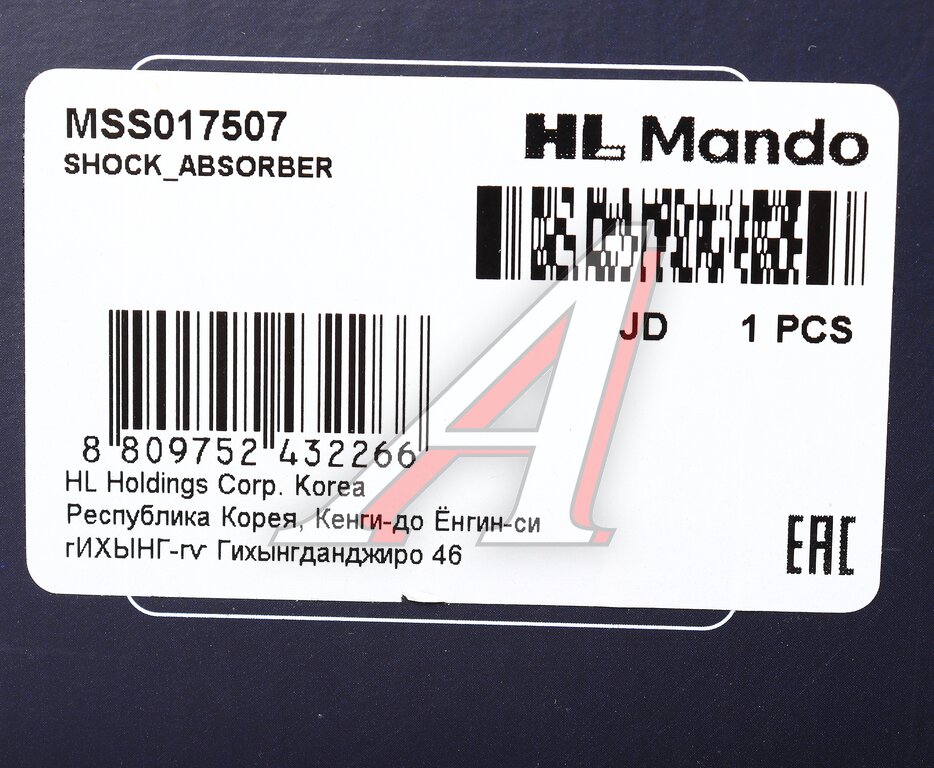 MSS017507
SHOCK_ABSORBER
HL Mando
JD 1 PCS
8 809752 432266
HL Holdings Corp. Korea
Республика Корея, Кенги-до Ёнгин-си
гИХЫНГ-гѵ Гихынгданджиро 46
EAC